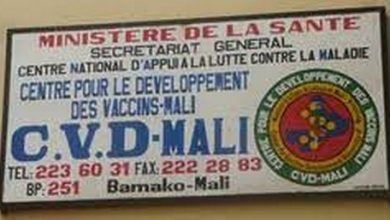 MINISTERE DE LA SANTE
SECRETARIAT GENERAL
CENTRE NATIONAL D'APPUI A LA LUTTE CONTRE LA MALADIE
CENTRE POUR LE DEVELOPPEMENT
DES VACCINS-MALI
C.V.D-MALI
TEL: 223 60 31 FAX: 222 28 83
BP: 251 Bamako-Mali
CENTRE POUR LE DEVELOPPEMENT DES VACCINS MALI
CVD-MALI